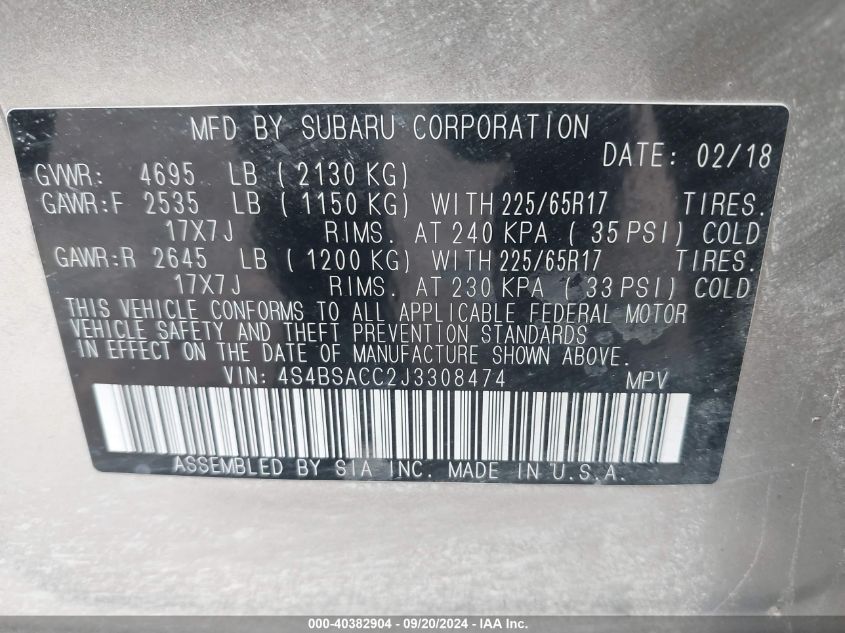 MFD BY SUBARU CORPORATION
DATE: 02/18
GVWR: 4695 LB ( 2130 KG)
GAWR:F 2535 LB ( 1150 KG) WITH 225/65R17 TIRES.
17X7J RIMS. AT 240 KPA ( 35 PSI) COLD
GAWR:R 2645 LB ( 1200 KG) WITH 225/65R17 TIRES.
17X7J RIMS. AT 230 KPA ( 33 PSI) COLD
THIS VEHICLE CONFORMS TO ALL APPLICABLE FEDERAL MOTOR
VEHICLE SAFETY AND THEFT PREVENTION STANDARDS
IN EFFECT ON THE DATE OF MANUFACTURE SHOWN ABOVE.
VIN: 4S4BSACC2J3308474 MPV
ASSEMBLED BY SIA INC. MADE IN U.S.A.
000-40382904 - 09/20/2024 - IAA Inc.